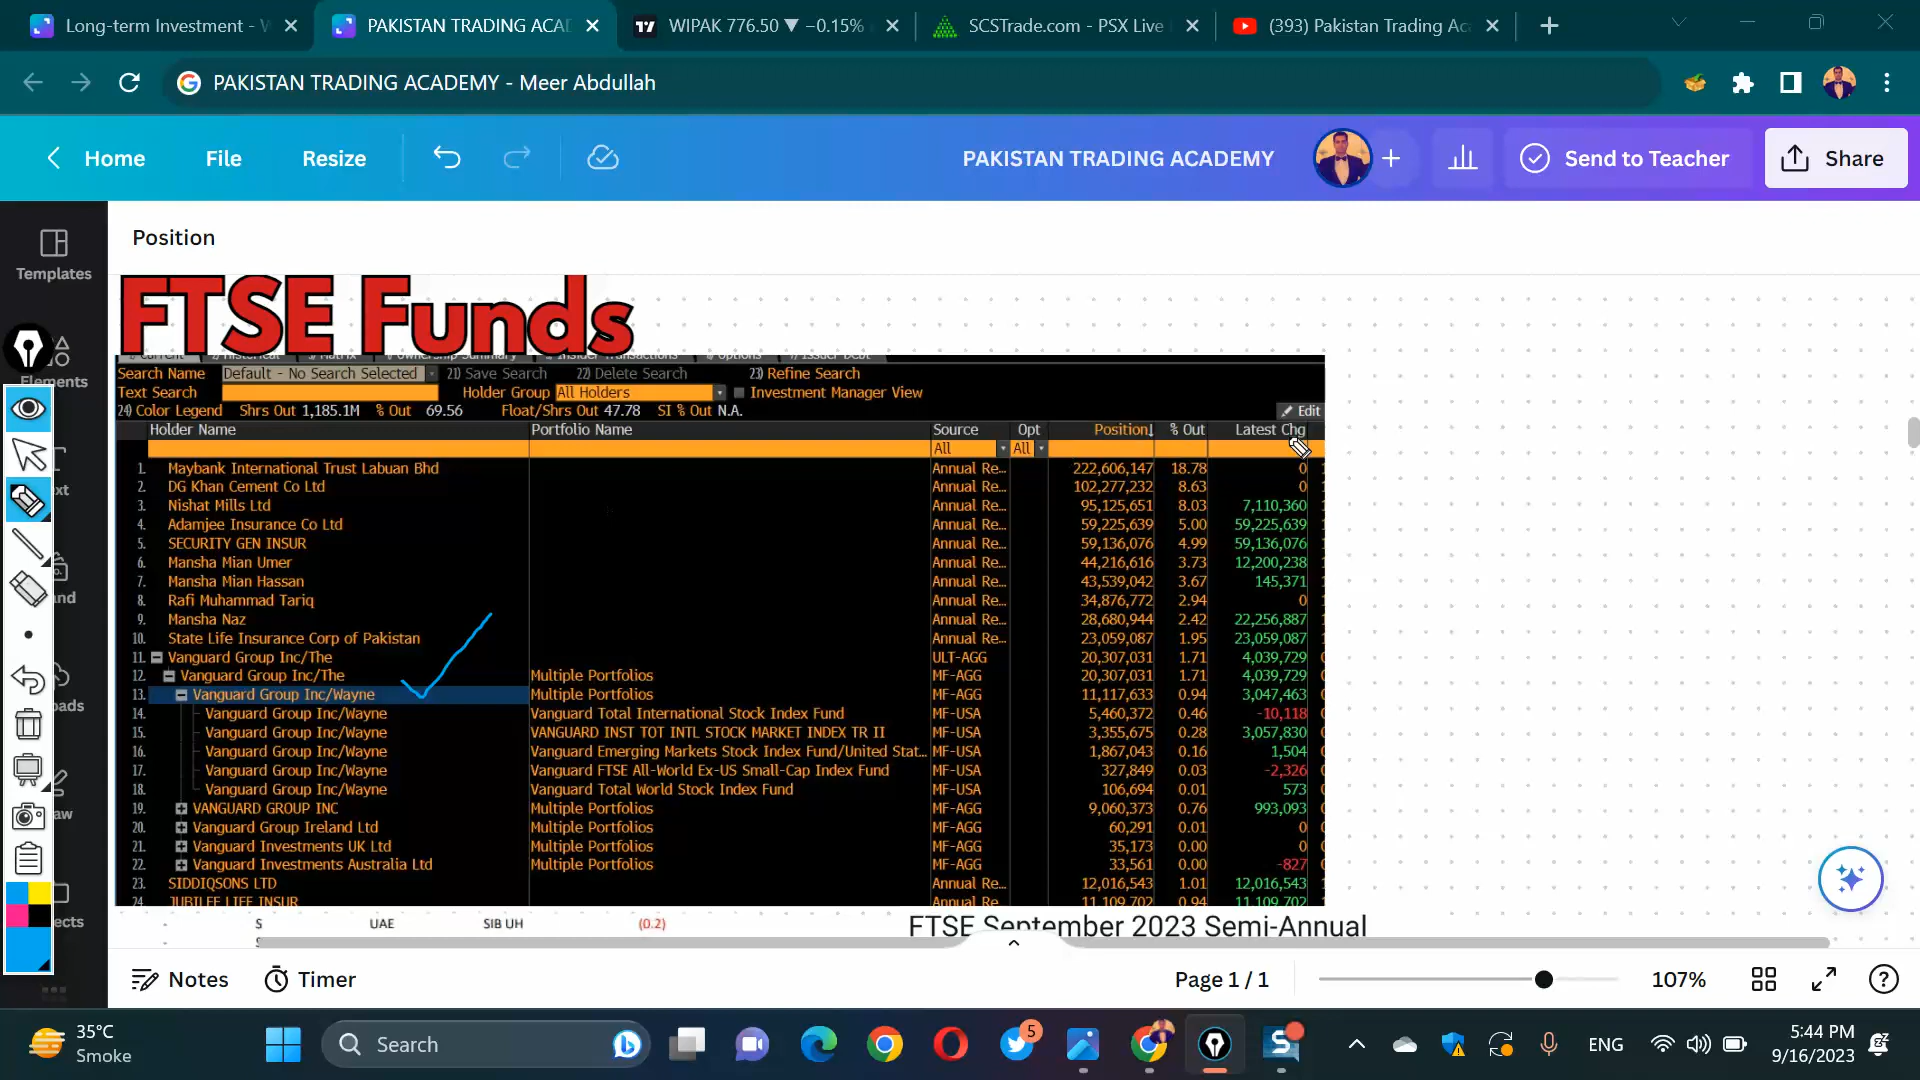 Long-term Investment -
PAKISTAN TRADING ACAD
WIPAK 776.50 ▼ −0.15%
SCSTrade.com - PSX Live
(393) Pakistan Trading Aca
PAKISTAN TRADING ACADEMY - Meer Abdullah
Home File Resize PAKISTAN TRADING ACADEMY + Send to Teacher Share
Position
Templates
Elements
FTSE Funds
Search Name Default - No Search Selected 21) Save Search 22) Delete Search 23) Refine Search
Text Search Holder Group All Holders Investment Manager View
24) Color Legend Shrs Out 1,185.1M % Out 69.56 Float/Shrs Out 47.78 SI % Out N.A. Edit
Holder Name Portfolio Name Source Opt Position↓ % Out Latest Chg
All All
1. Maybank International Trust Labuan Bhd Annual Re... 222,606,147 18.78 0
2. DG Khan Cement Co Ltd Annual Re... 102,277,232 8.63 0
3. Nishat Mills Ltd Annual Re... 95,125,651 8.03 7,110,360
4. Adamjee Insurance Co Ltd Annual Re... 59,225,639 5.00 59,225,639
5. SECURITY GEN INSUR Annual Re... 59,136,076 4.99 59,136,076
6. Mansha Mian Umer Annual Re... 44,216,616 3.73 12,200,238
7. Mansha Mian Hassan Annual Re... 43,539,042 3.67 145,371
8. Rafi Muhammad Tariq Annual Re... 34,876,772 2.94 0
9. Mansha Naz Annual Re... 28,680,944 2.42 22,256,887
10. State Life Insurance Corp of Pakistan Annual Re... 23,059,087 1.95 23,059,087
11. Vanguard Group Inc/The ULT-AGG 20,307,031 1.71 4,039,729
12. Vanguard Group Inc/The Multiple Portfolios MF-AGG 20,307,031 1.71 4,039,729
13. Vanguard Group Inc/Wayne Multiple Portfolios MF-AGG 11,117,633 0.94 3,047,463
14. Vanguard Group Inc/Wayne Vanguard Total International Stock Index Fund MF-USA 5,460,372 0.46 -10,118
15. Vanguard Group Inc/Wayne VANGUARD INST TOT INTL STOCK MARKET INDEX TR II MF-USA 3,355,675 0.28 3,057,830
16. Vanguard Group Inc/Wayne Vanguard Emerging Markets Stock Index Fund/United Stat... MF-USA 1,867,043 0.16 1,504
17. Vanguard Group Inc/Wayne Vanguard FTSE All-World Ex-US Small-Cap Index Fund MF-USA 327,849 0.03 -2,326
18. Vanguard Group Inc/Wayne Vanguard Total World Stock Index Fund MF-USA 106,694 0.01 573
19. VANGUARD GROUP INC Multiple Portfolios MF-AGG 9,060,373 0.76 993,093
20. Vanguard Group Ireland Ltd Multiple Portfolios MF-AGG 60,291 0.01 0
21. Vanguard Investments UK Ltd Multiple Portfolios MF-AGG 35,173 0.00 0
22. Vanguard Investments Australia Ltd Multiple Portfolios MF-AGG 33,561 0.00 -827
23. SIDDIQSONS LTD Annual Re... 12,016,543 1.01 12,016,543
24. JUBILEE LIFE INSUR Annual Re... 11,109,702 0.94 11,109,702
- S UAE SIB UH (0.2)
FTSE September 2023 Semi-Annual
Notes Timer Page 1 / 1 107%
35°C
Smoke
Search
5
ENG
5:44 PM
9/16/2023